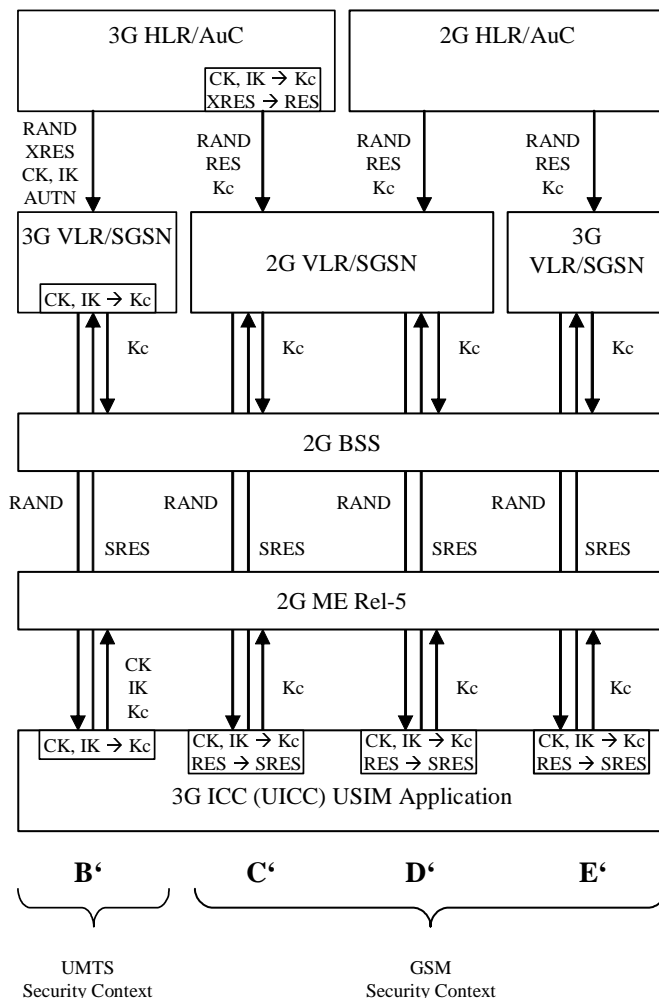 3G HLR/AuC
2G HLR/AuC
CK, IK → Kc
XRES → RES
RAND
XRES
CK, IK
AUTN
RAND
RES
Kc
RAND
RES
Kc
RAND
RES
Kc
3G VLR/SGSN
CK, IK → Kc
2G VLR/SGSN
3G
VLR/SGSN
Kc
Kc
Kc
Kc
2G BSS
RAND
SRES
RAND
SRES
RAND
SRES
RAND
SRES
2G ME Rel-5
CK
IK
Kc
Kc
Kc
Kc
CK, IK → Kc
CK, IK → Kc
RES → SRES
CK, IK → Kc
RES → SRES
CK, IK → Kc
RES → SRES
3G ICC (UICC) USIM Application
B‘
C‘
D‘
E‘
UMTS
Security Context
GSM
Security Context